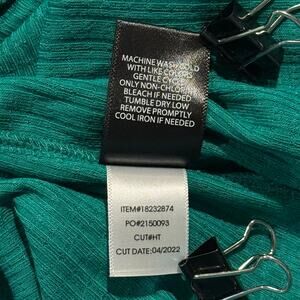 MACHINE WASH COLD
WITH LIKE COLORS
GENTLE CYCLE
ONLY NON-CHLORINE
BLEACH IF NEEDED
TUMBLE DRY LOW
REMOVE PROMPTLY
COOL IRON IF NEEDED
ITEM#18232874
PO#2150093
CUT#HT
CUT DATE:04/2022